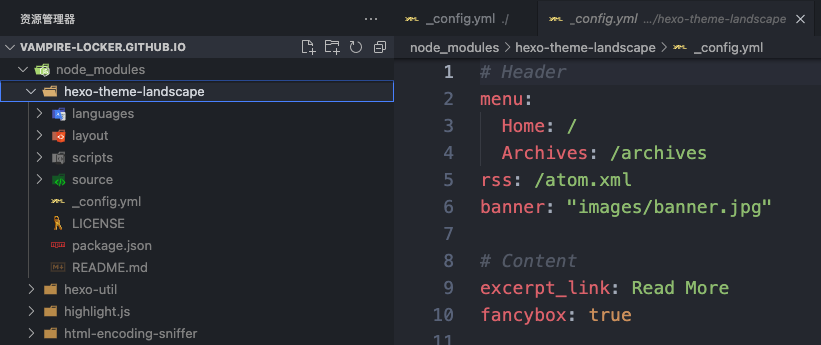 资源管理器
VAMPIRE-LOCKER.GITHUB.IO
node_modules
hexo-theme-landscape
languages
layout
scripts
source
_config.yml
LICENSE
package.json
README.md
hexo-util
highlight.js
html-encoding-sniffer
_config.yml ./
_config.yml .../hexo-theme-landscape
node_modules > hexo-theme-landscape > _config.yml
1 # Header
2 menu:
3 Home: /
4 Archives: /archives
5 rss: /atom.xml
6 banner: "images/banner.jpg"
7
8 # Content
9 excerpt_link: Read More
10 fancybox: true
11